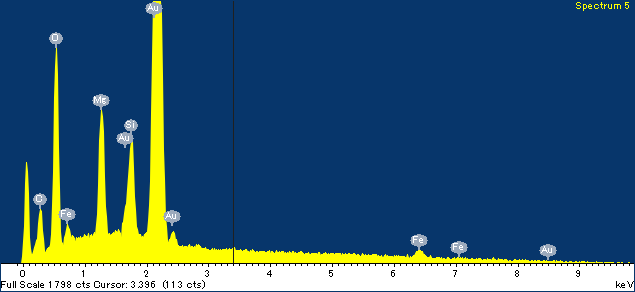 Spectrum 5
Au
O
Mg
Si
Au
C
Fe
Au
Fe
Fe
Au
0 1 2 3 4 5 6 7 8 9
Full Scale 1798 cts Cursor: 3.396 (113 cts) keV